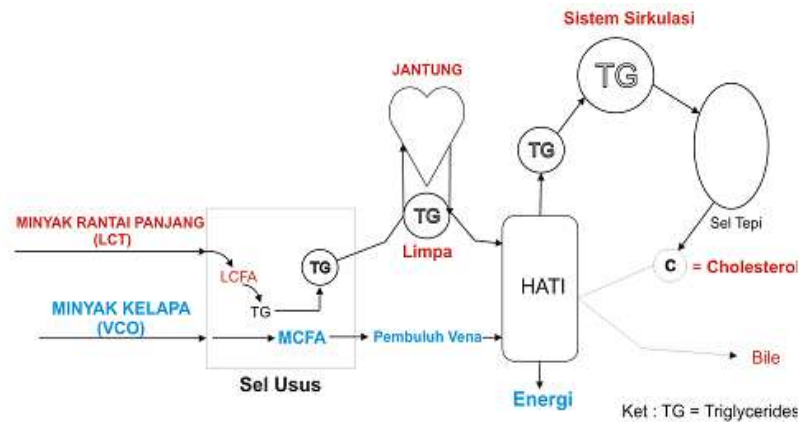 Sistem Sirkulasi
JANTUNG
TG
TG
TG
Limpa
Sel Tepi
MINYAK RANTAI PANJANG
(LCT)
LCFA
TG
TG
C = Cholesterol
HATI
MINYAK KELAPA
(VCO)
MCFA
Pembuluh Vena
Bile
Sel Usus
Energi
Ket : TG = Triglycerides